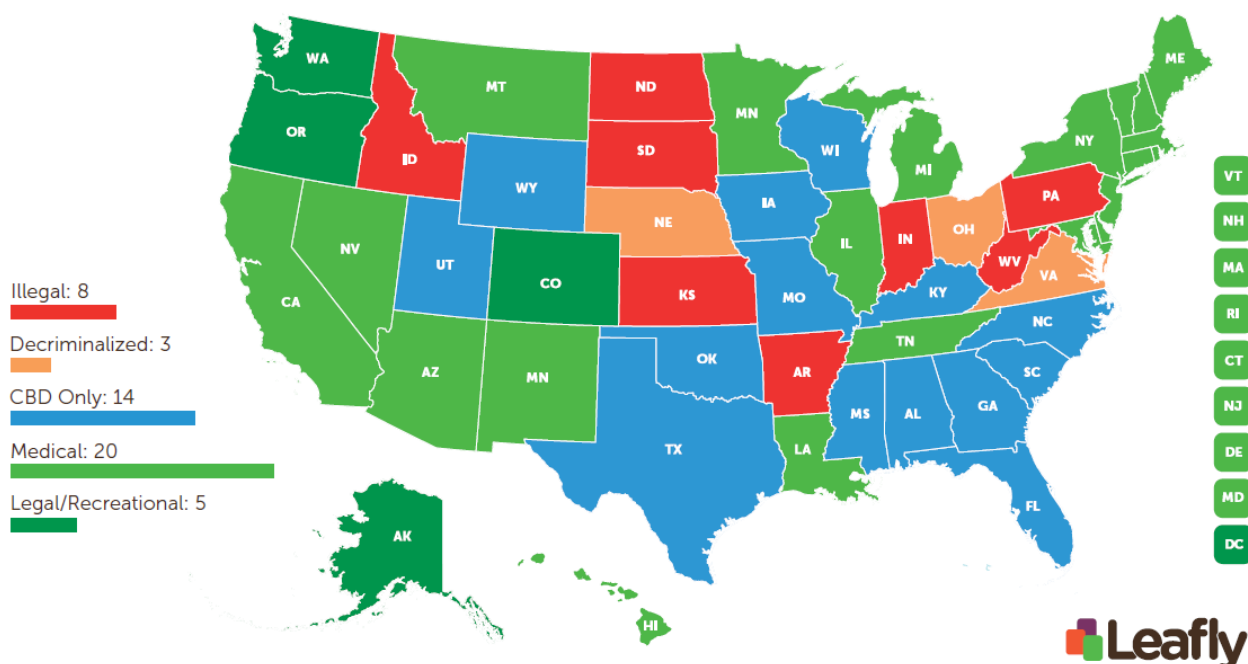 WA
OR
ID
MT
ND
SD
MN
WI
MI
NY
ME
WY
NE
IA
IL
IN
OH
PA
WV
VA
NV
UT
CO
KS
MO
KY
CA
AZ
MN
OK
AR
TN
NC
SC
TX
LA
MS
AL
GA
FL
AK
HI
Illegal: 8
Decriminalized: 3
CBD Only: 14
Medical: 20
Legal/Recreational: 5
VT
NH
MA
RI
CT
NJ
DE
MD
DC
Leafly